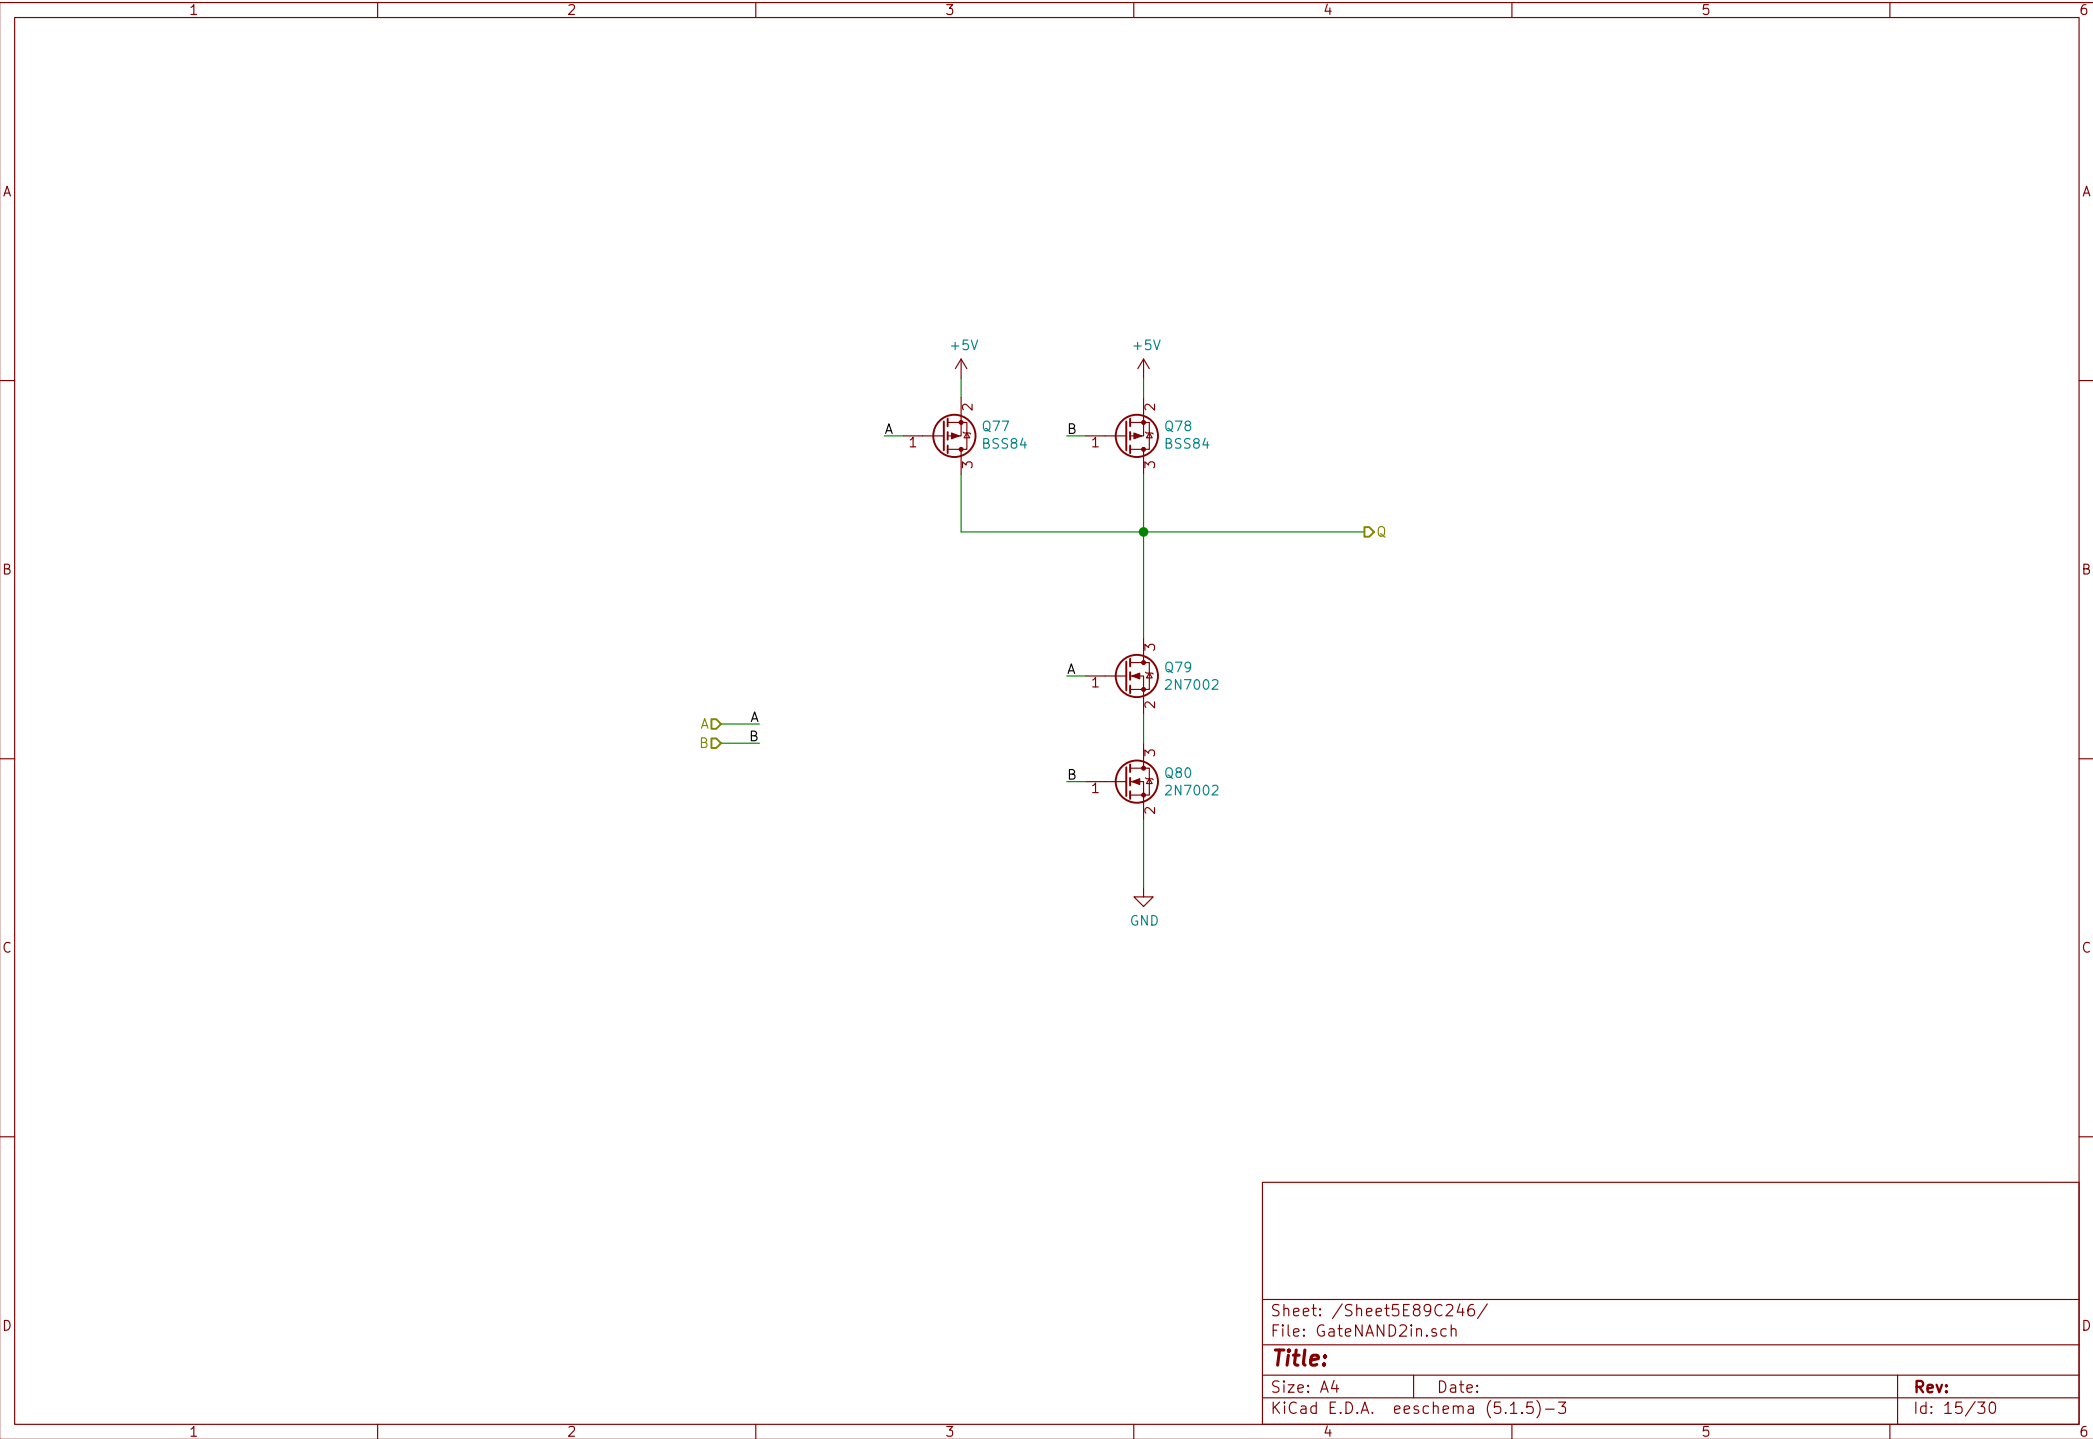 1 2 3 4 5 6
A A
+5V +5V
2 2
A 1 Q77 B 1 Q78
BSS84 BSS84
3 3
Q
B B
3
A 1 Q79
2N7002
2
A A
B B
3
B 1 Q80
2N7002
2
GND
C C
Sheet: /Sheet5E89C246/
File: GateNAND2in.sch
D D
Title:
Size: A4 Date: Rev:
KiCad E.D.A. eeschema (5.1.5)-3 Id: 15/30
1 2 3 4 5 6